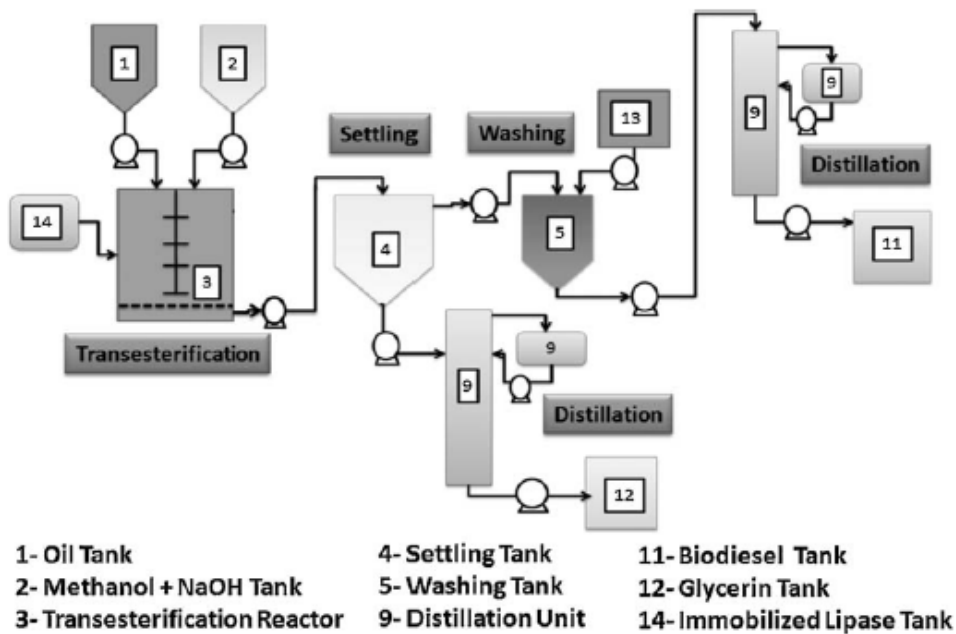 1
2
Settling
Washing
13
9
9
Distillation
14
3
4
5
11
Transesterification
9
9
Distillation
12
1- Oil Tank
4- Settling Tank
11- Biodiesel Tank
2- Methanol + NaOH Tank
5- Washing Tank
12- Glycerin Tank
3- Transesterification Reactor
9- Distillation Unit
14- Immobilized Lipase Tank